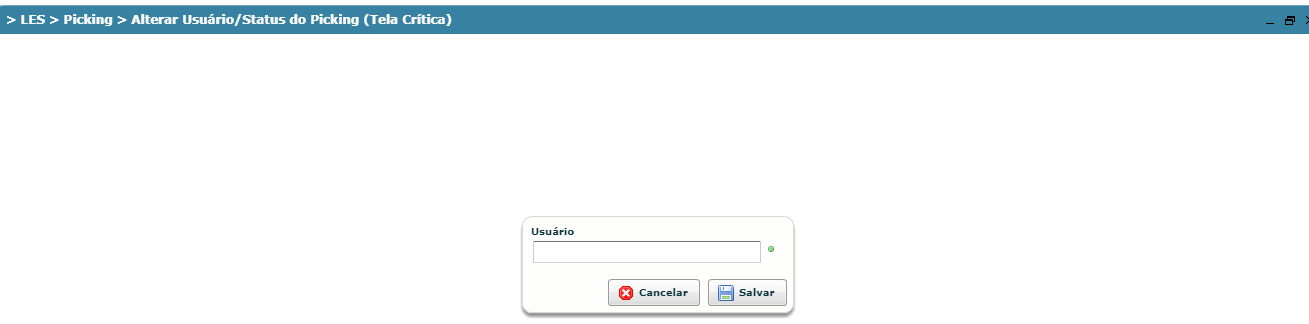 > LES > Picking > Alterar Usuário/Status do Picking (Tela Crítica)
Usuário
Cancelar Salvar